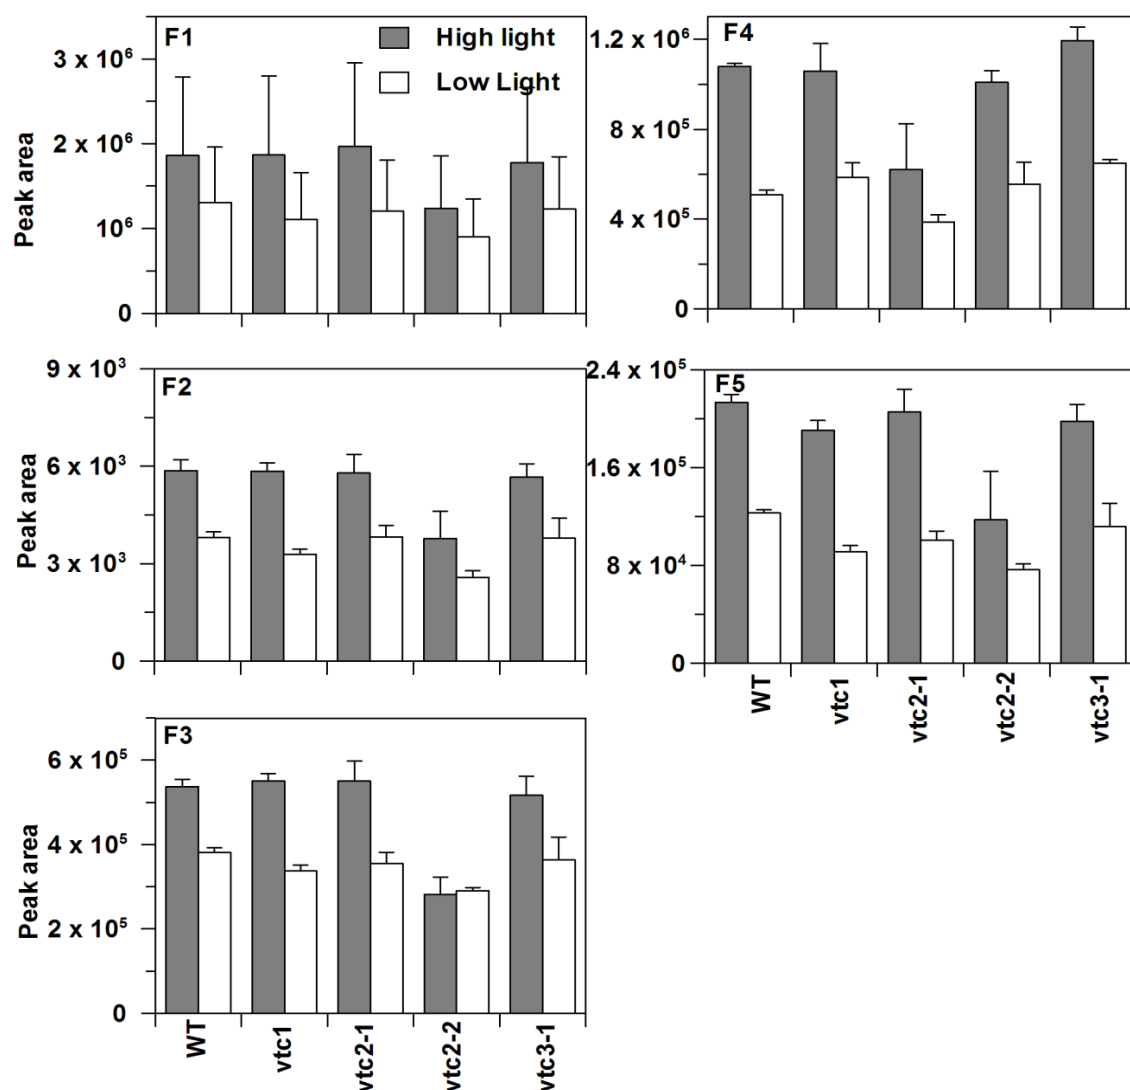 F1
High light
Low Light
3 x 10⁶
2 x 10⁶
10⁶
0
Peak area
F4
1.2 x 10⁶
8 x 10⁵
4 x 10⁵
0
F2
9 x 10³
6 x 10³
3 x 10³
0
Peak area
F5
2.4 x 10⁵
1.6 x 10⁵
8 x 10⁴
0
WT
vtc1
vtc2-1
vtc2-2
vtc3-1
F3
6 x 10⁵
4 x 10⁵
2 x 10⁵
0
Peak area
WT
vtc1
vtc2-1
vtc2-2
vtc3-1